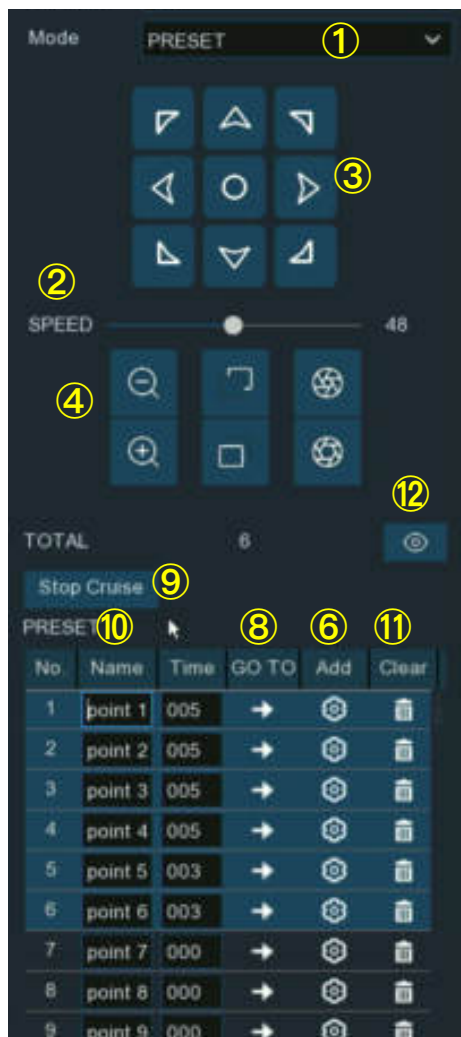 Mode PRESET ①
③
②
SPEED 48
④
⑫
TOTAL 6
Stop Cruise ⑨
PRESET ⑩ ⑧ ⑥ ⑪
No. Name Time GO TO Add Clear
1 point 1 005
2 point 2 005
3 point 3 005
4 point 4 005
5 point 5 003
6 point 6 003
7 point 7 000
8 point 8 000
9 point 9 000